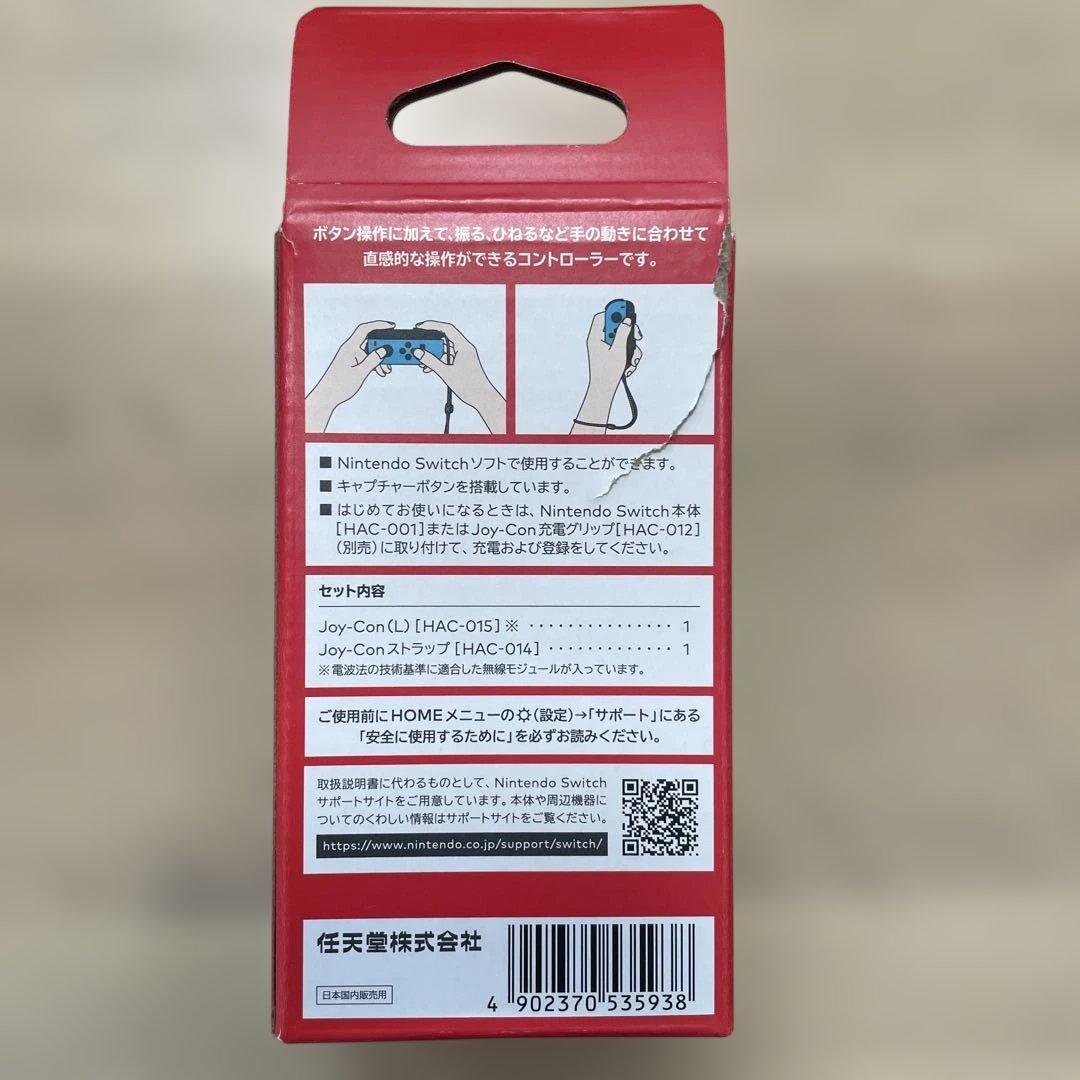 ボタン操作に加えて、振る、ひねるなど手の動きに合わせて
直感的な操作ができるコントローラーです。
■ Nintendo Switchソフトで使用することができます。
■ キャプチャーボタンを搭載しています。
■ はじめてお使いになるときは、Nintendo Switch本体
[HAC-001]またはJoy-Con充電グリップ[HAC-012]
(別売)に取り付けて、充電および登録をしてください。
セット内容
Joy-Con(L) [HAC-015]※ ・・・・・・・・・・・・・・・ 1
Joy-Conストラップ [HAC-014] ・・・・・・・・・・・・・ 1
※電波法の技術基準に適合した無線モジュールが入っています。
ご使用前にHOMEメニューの☼(設定)→「サポート」にある
「安全に使用するために」を必ずお読みください。
取扱説明書に代わるものとして、Nintendo Switch
サポートサイトをご用意しています。本体や周辺機器に
ついてのくわしい情報はサポートサイトをご覧ください。
https://www.nintendo.co.jp/support/switch/
任天堂株式会社
日本国内販売用
4 902370 535938